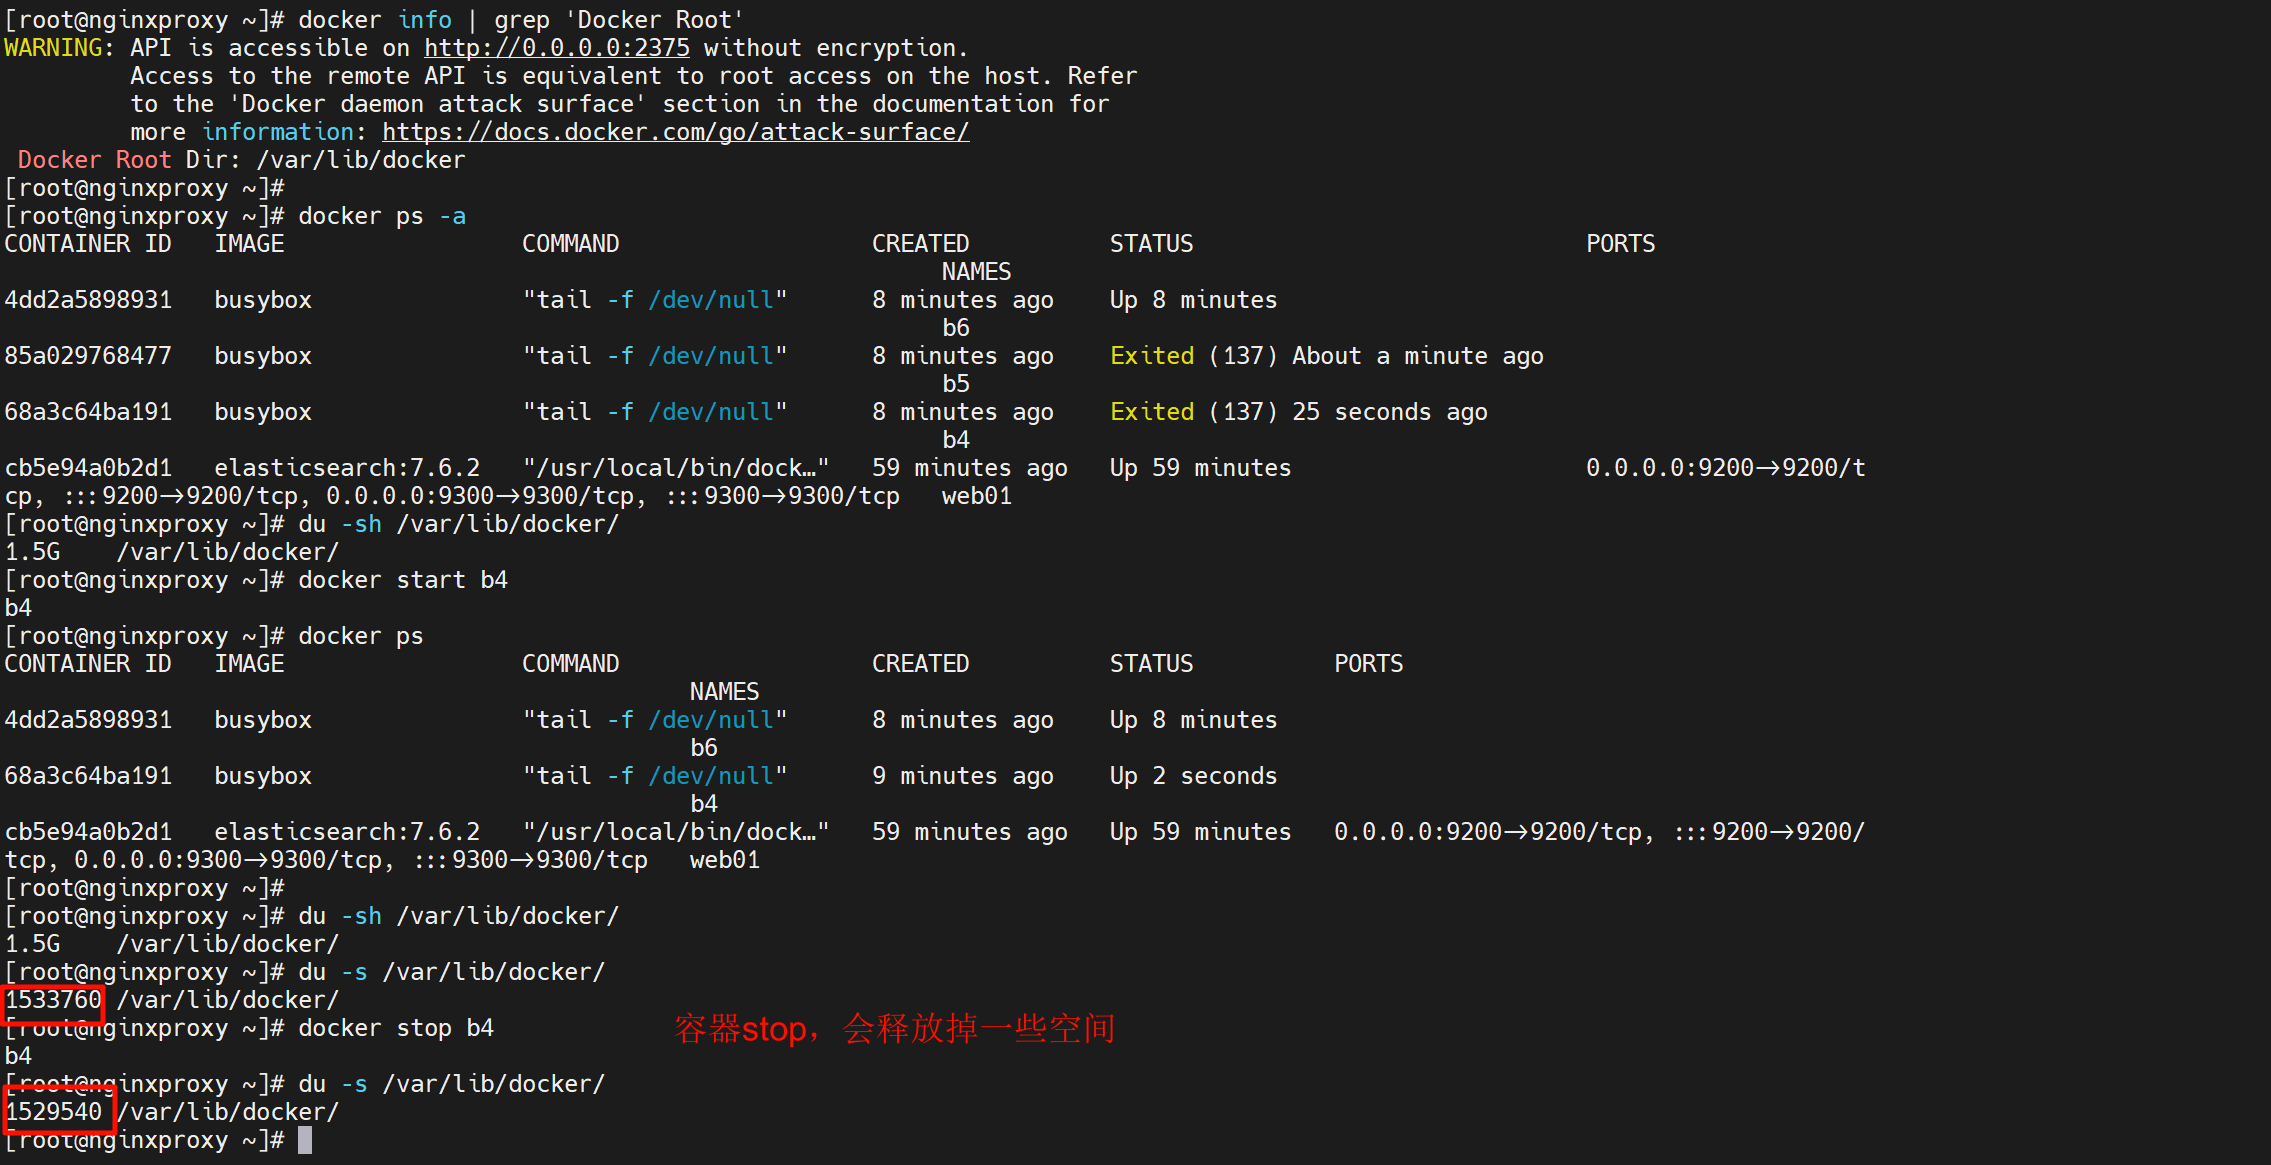 [root@nginxproxy ~]# docker info | grep 'Docker Root'
WARNING: API is accessible on http://0.0.0.0:2375 without encryption.
         Access to the remote API is equivalent to root access on the host. Refer
         to the 'Docker daemon attack surface' section in the documentation for
         more information: https://docs.docker.com/go/attack-surface/
 Docker Root Dir: /var/lib/docker
[root@nginxproxy ~]#
[root@nginxproxy ~]# docker ps -a
CONTAINER ID   IMAGE                 COMMAND                  CREATED          STATUS                            PORTS
NAMES
4dd2a5898931   busybox               "tail -f /dev/null"      8 minutes ago    Up 8 minutes
b6
85a029768477   busybox               "tail -f /dev/null"      8 minutes ago    Exited (137) About a minute ago
b5
68a3c64ba191   busybox               "tail -f /dev/null"      8 minutes ago    Exited (137) 25 seconds ago
b4
cb5e94a0b2d1   elasticsearch:7.6.2   "/usr/local/bin/dock…"   59 minutes ago   Up 59 minutes                     0.0.0.0:9200->9200/t
cp, :::9200->9200/tcp, 0.0.0.0:9300->9300/tcp, :::9300->9300/tcp   web01
[root@nginxproxy ~]# du -sh /var/lib/docker/
1.5G    /var/lib/docker/
[root@nginxproxy ~]# docker start b4
b4
[root@nginxproxy ~]# docker ps
CONTAINER ID   IMAGE                 COMMAND                  CREATED          STATUS          PORTS
NAMES
4dd2a5898931   busybox               "tail -f /dev/null"      8 minutes ago    Up 8 minutes
b6
68a3c64ba191   busybox               "tail -f /dev/null"      9 minutes ago    Up 2 seconds
b4
cb5e94a0b2d1   elasticsearch:7.6.2   "/usr/local/bin/dock…"   59 minutes ago   Up 59 minutes   0.0.0.0:9200->9200/tcp, :::9200->9200/
tcp, 0.0.0.0:9300->9300/tcp, :::9300->9300/tcp   web01
[root@nginxproxy ~]#
[root@nginxproxy ~]# du -sh /var/lib/docker/
1.5G    /var/lib/docker/
[root@nginxproxy ~]# du -s /var/lib/docker/
1533760 /var/lib/docker/
[root@nginxproxy ~]# docker stop b4
容器stop，会释放掉一些空间
b4
[root@nginxproxy ~]# du -s /var/lib/docker/
1529540 /var/lib/docker/
[root@nginxproxy ~]#